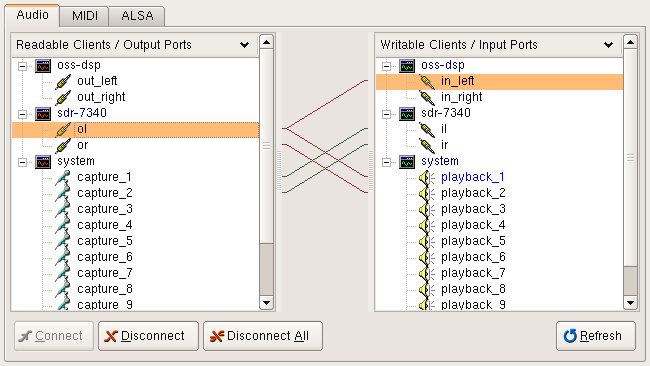 Audio MIDI ALSA
Readable Clients / Output Ports
oss-dsp
out_left
out_right
sdr-7340
ol
or
system
capture_1
capture_2
capture_3
capture_4
capture_5
capture_6
capture_7
capture_8
capture_9
Writable Clients / Input Ports
oss-dsp
in_left
in_right
sdr-7340
il
ir
system
playback_1
playback_2
playback_3
playback_4
playback_5
playback_6
playback_7
playback_8
playback_9
Connect Disconnect Disconnect All Refresh